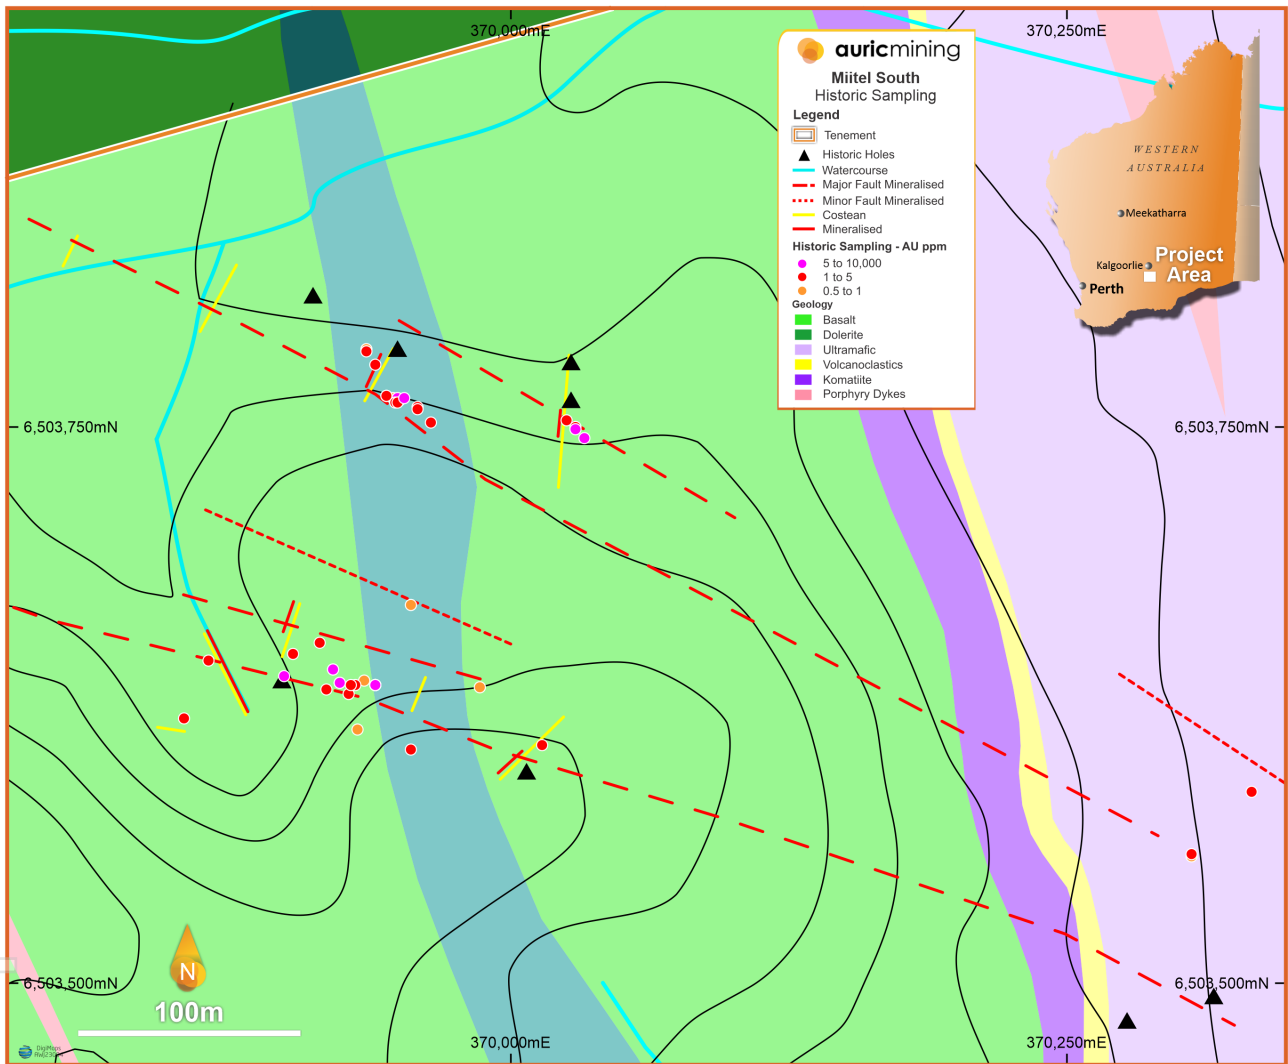 370,000mE
370,250mE
auricmining
Miitel South
Historic Sampling
Legend
Tenement
Historic Holes
Watercourse
Major Fault Mineralised
Minor Fault Mineralised
Costean
Mineralised
Historic Sampling - AU ppm
5 to 10,000
1 to 5
0.5 to 1
Geology
Basalt
Dolerite
Ultramafic
Volcanoclastics
Komatiite
Porphyry Dykes
WESTERN
AUSTRALIA
Meekatharra
Kalgoorlie
Project
Area
Perth
6,503,750mN
6,503,750mN
N
100m
6,503,500mN
6,503,500mN
DigiMaps
370,000mE
370,250mE